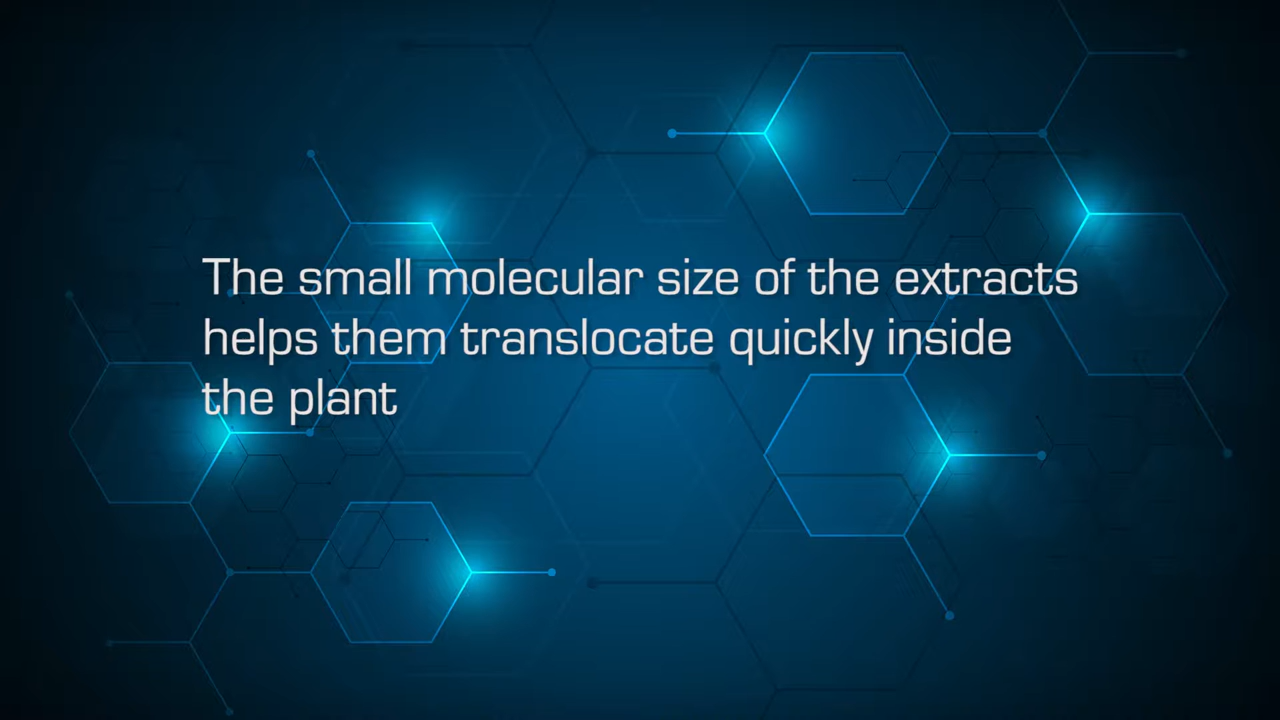 The small molecular size of the extracts
helps them translocate quickly inside
the plant